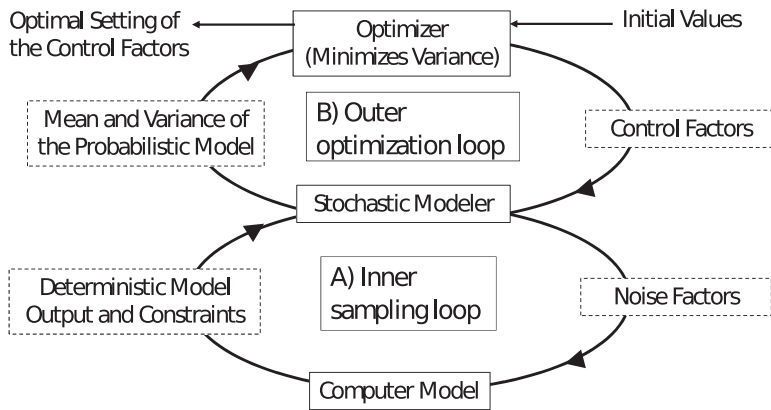 Optimal Setting of
the Control Factors
Optimizer
(Minimizes Variance)
Initial Values
Mean and Variance of
the Probabilistic Model
B) Outer
optimization loop
Control Factors
Stochastic Modeler
Deterministic Model
Output and Constraints
A) Inner
sampling loop
Noise Factors
Computer Model